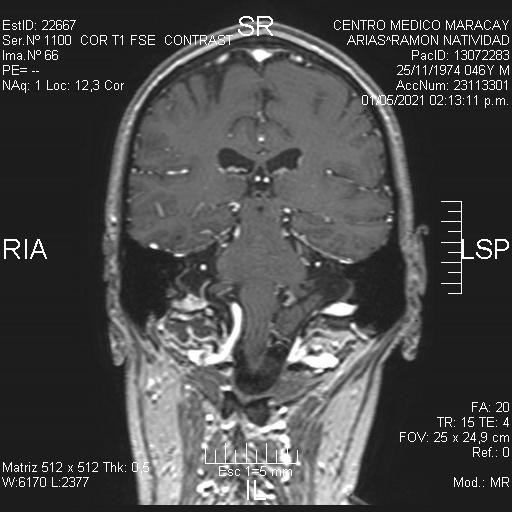 EstID: 22667
Ser.Nº 1100 COR T1 FSE CONTRAST
Ima.Nº 66
PE= --
NAq: 1 Loc: 12,3 Cor
SR
CENTRO MEDICO MARACAY
ARIAS^RAMON NATIVIDAD
PacID: 13072283
25/11/1974 046Y M
AccNum: 23113301
01/05/2021 02:13:11 p.m.
RIA
LSP
Matriz 512 x 512 Thk: 0,5
W:6170 L:2377
Esc 1=5 mm
IL
FA: 20
TR: 15 TE: 4
FOV: 25 x 24,9 cm
Ref.: 0
Mod.: MR